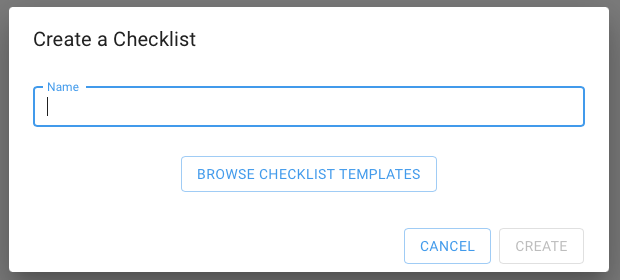 Create a Checklist
Name
BROWSE CHECKLIST TEMPLATES
CANCEL
CREATE